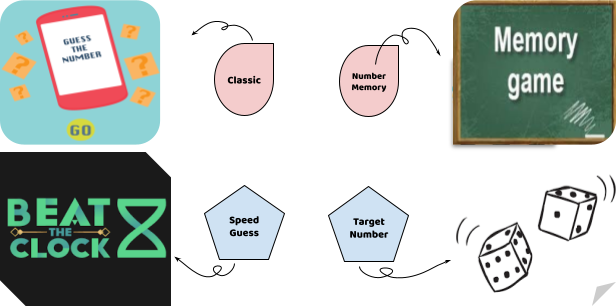 GUESS
THE
NUMBER
?
?
?
?
?
?
GO
Classic
Number
Memory
Memory
game
BEAT
THE
CLOCK
Speed
Guess
Target
Number